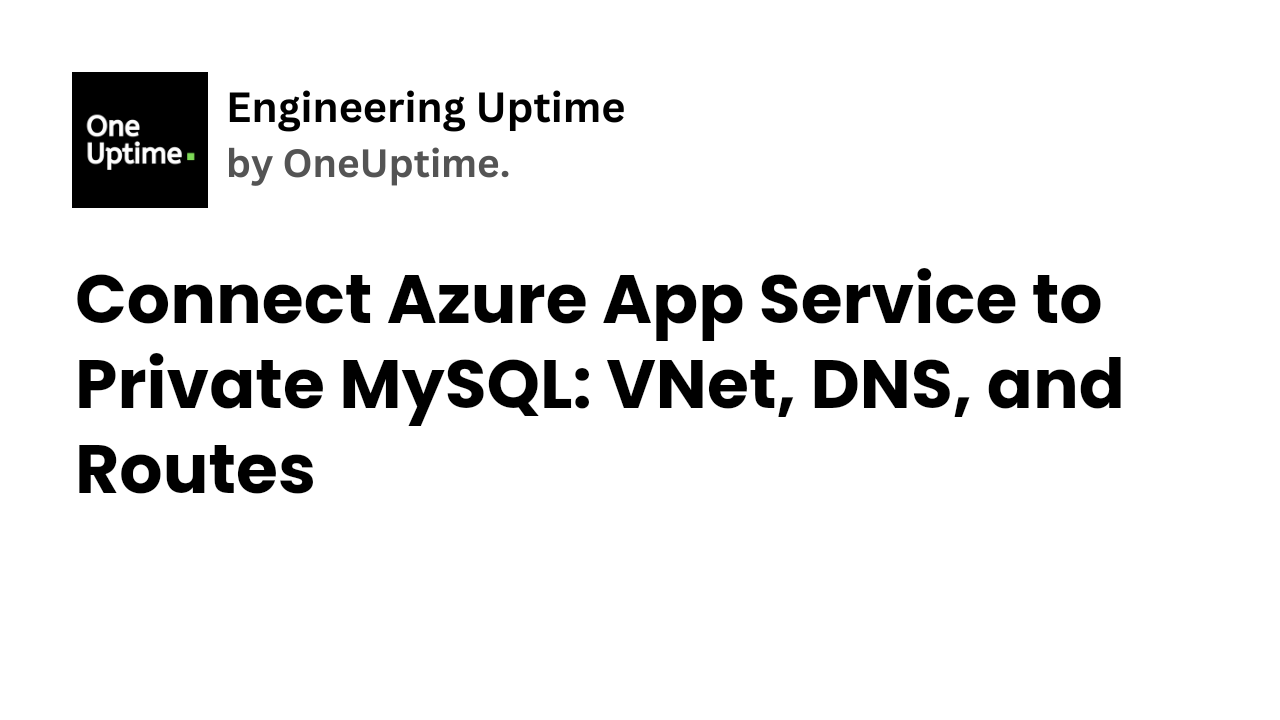 One
Uptime.
Engineering Uptime
by OneUptime.
Connect Azure App Service to
Private MySQL: VNet, DNS, and
Routes